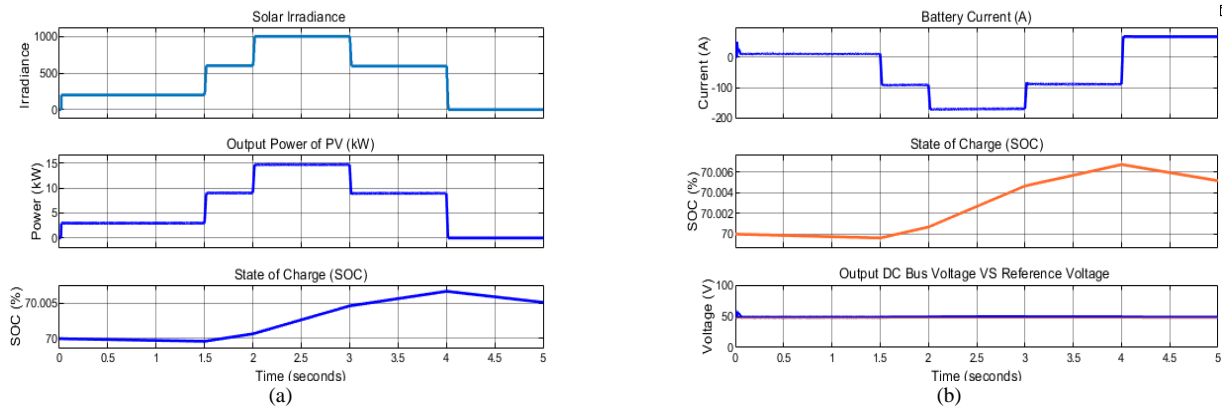 Solar Irradiance
1000
500
0
Irradiance
Output Power of PV (kW)
15
10
5
0
Power (kW)
State of Charge (SOC)
70.005
70
SOC (%)
0 0.5 1 1.5 2 2.5 3 3.5 4 4.5 5
Time (seconds)
(a)
Battery Current (A)
0
-100
-200
Current (A)
State of Charge (SOC)
70.006
70.004
70.002
70
SOC (%)
Output DC Bus Voltage VS Reference Voltage
100
50
0
Voltage (V)
0 0.5 1 1.5 2 2.5 3 3.5 4 4.5 5
Time (seconds)
(b)